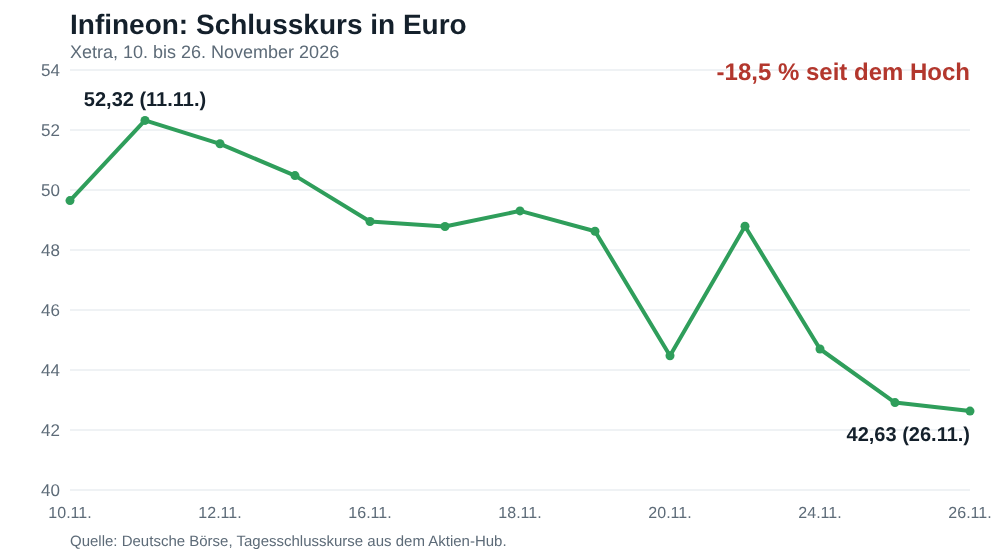 Infineon: Schlusskurs in Euro
Xetra, 10. bis 26. November 2026
-18,5 % seit dem Hoch
54
52,32 (11.11.)
52
50
48
46
44
42
42,63 (26.11.)
40
10.11. 12.11. 16.11. 18.11. 20.11. 24.11. 26.11.
Quelle: Deutsche Börse, Tagesschlusskurse aus dem Aktien-Hub.